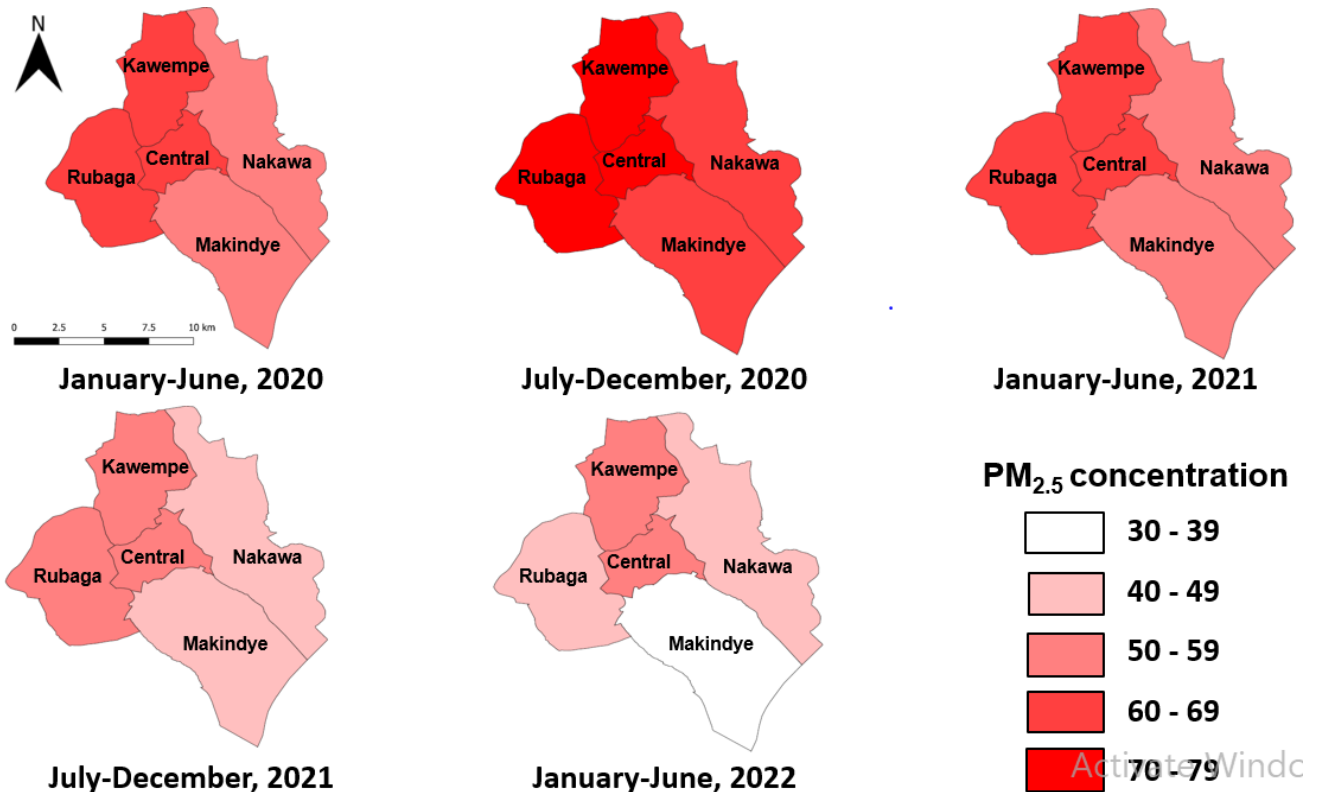 N
Kawempe
Central
Nakawa
Rubaga
Makindye
0 2.5 5 7.5 10 km
January-June, 2020
Kawempe
Central
Nakawa
Rubaga
Makindye
July-December, 2020
Kawempe
Central
Nakawa
Rubaga
Makindye
January-June, 2021
Kawempe
Central
Nakawa
Rubaga
Makindye
July-December, 2021
Kawempe
Central
Nakawa
Rubaga
Makindye
January-June, 2022
PM2.5 concentration
30 - 39
40 - 49
50 - 59
60 - 69
70 - 79
Activate Windo